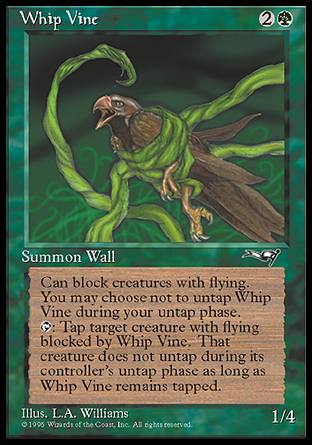 Whip Vine 2
Summon Wall
Can block creatures with flying.
You may choose not to untap Whip
Vine during your untap phase.
: Tap target creature with flying
blocked by Whip Vine. That
creature does not untap during its
controller's untap phase as long as
Whip Vine remains tapped.
Illus. L.A. Williams
© 1996 Wizards of the Coast, Inc. All rights reserved.
1/4